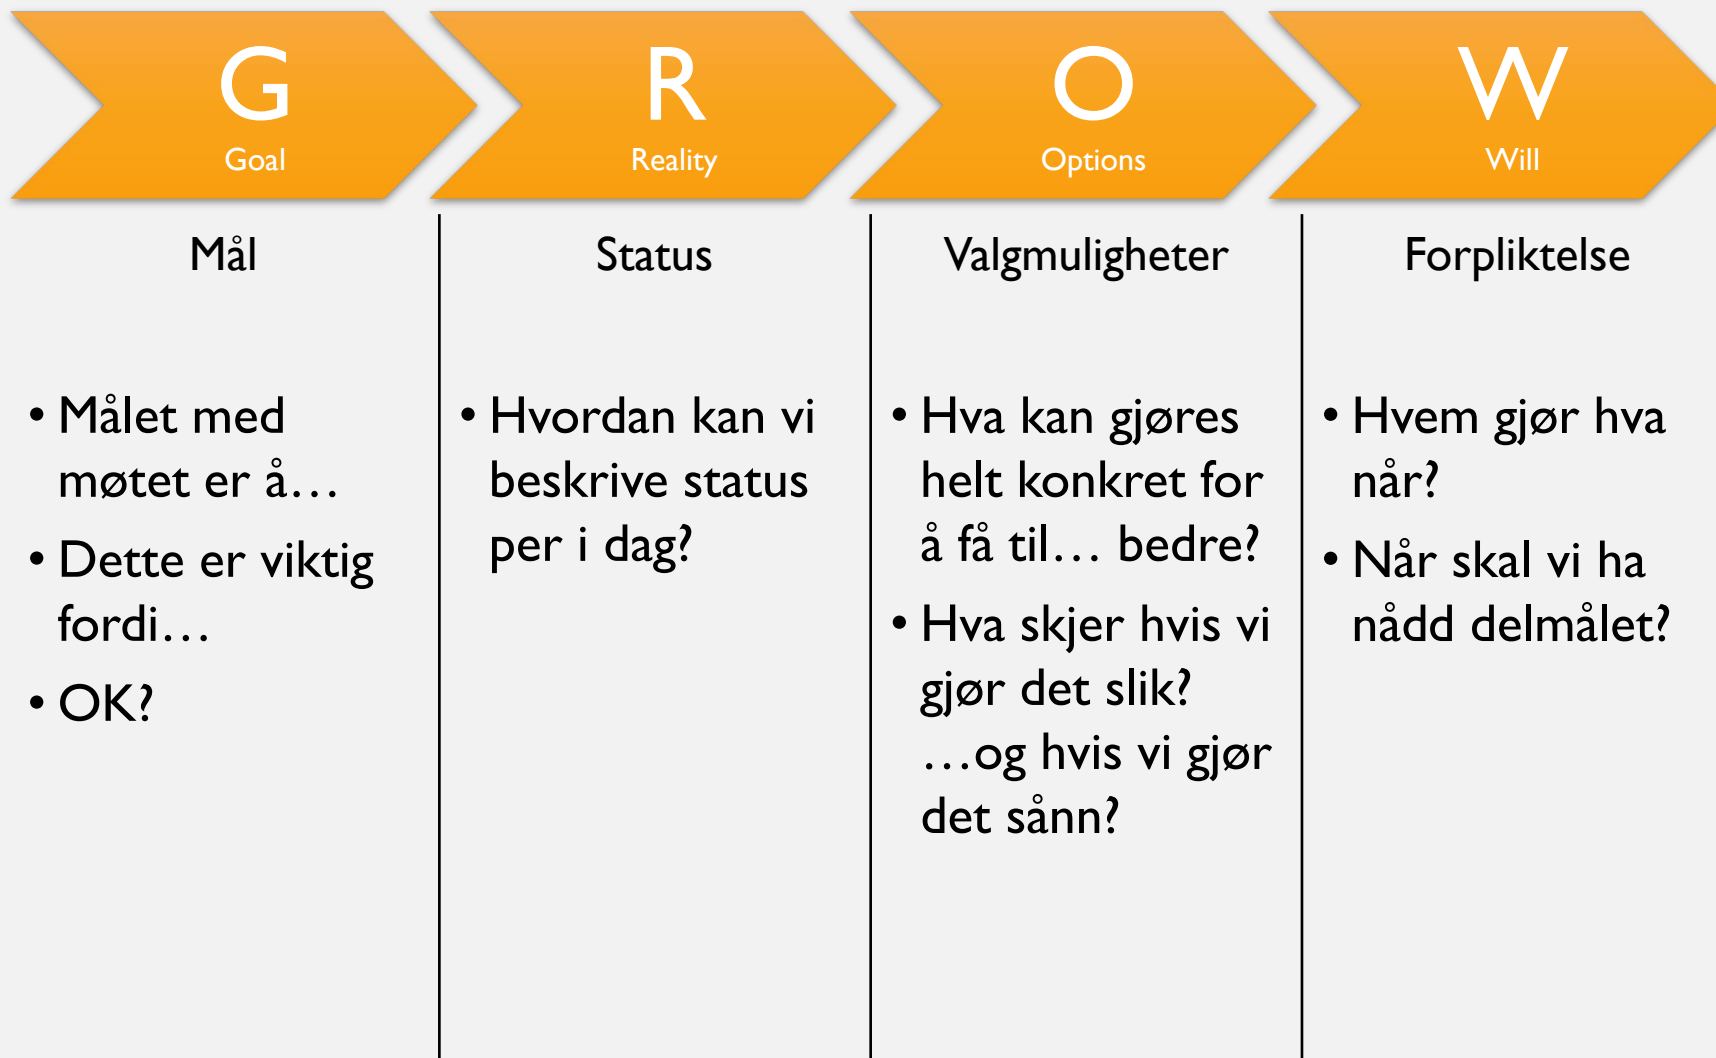 G
Goal
R
Reality
O
Options
W
Will
Mål
• Målet med
møtet er å…
• Dette er viktig
fordi…
• OK?
Status
• Hvordan kan vi
beskrive status
per i dag?
Valgmuligheter
• Hva kan gjøres
helt konkret for
å få til… bedre?
• Hva skjer hvis vi
gjør det slik?
…og hvis vi gjør
det sånn?
Forpliktelse
• Hvem gjør hva
når?
• Når skal vi ha
nådd delmålet?